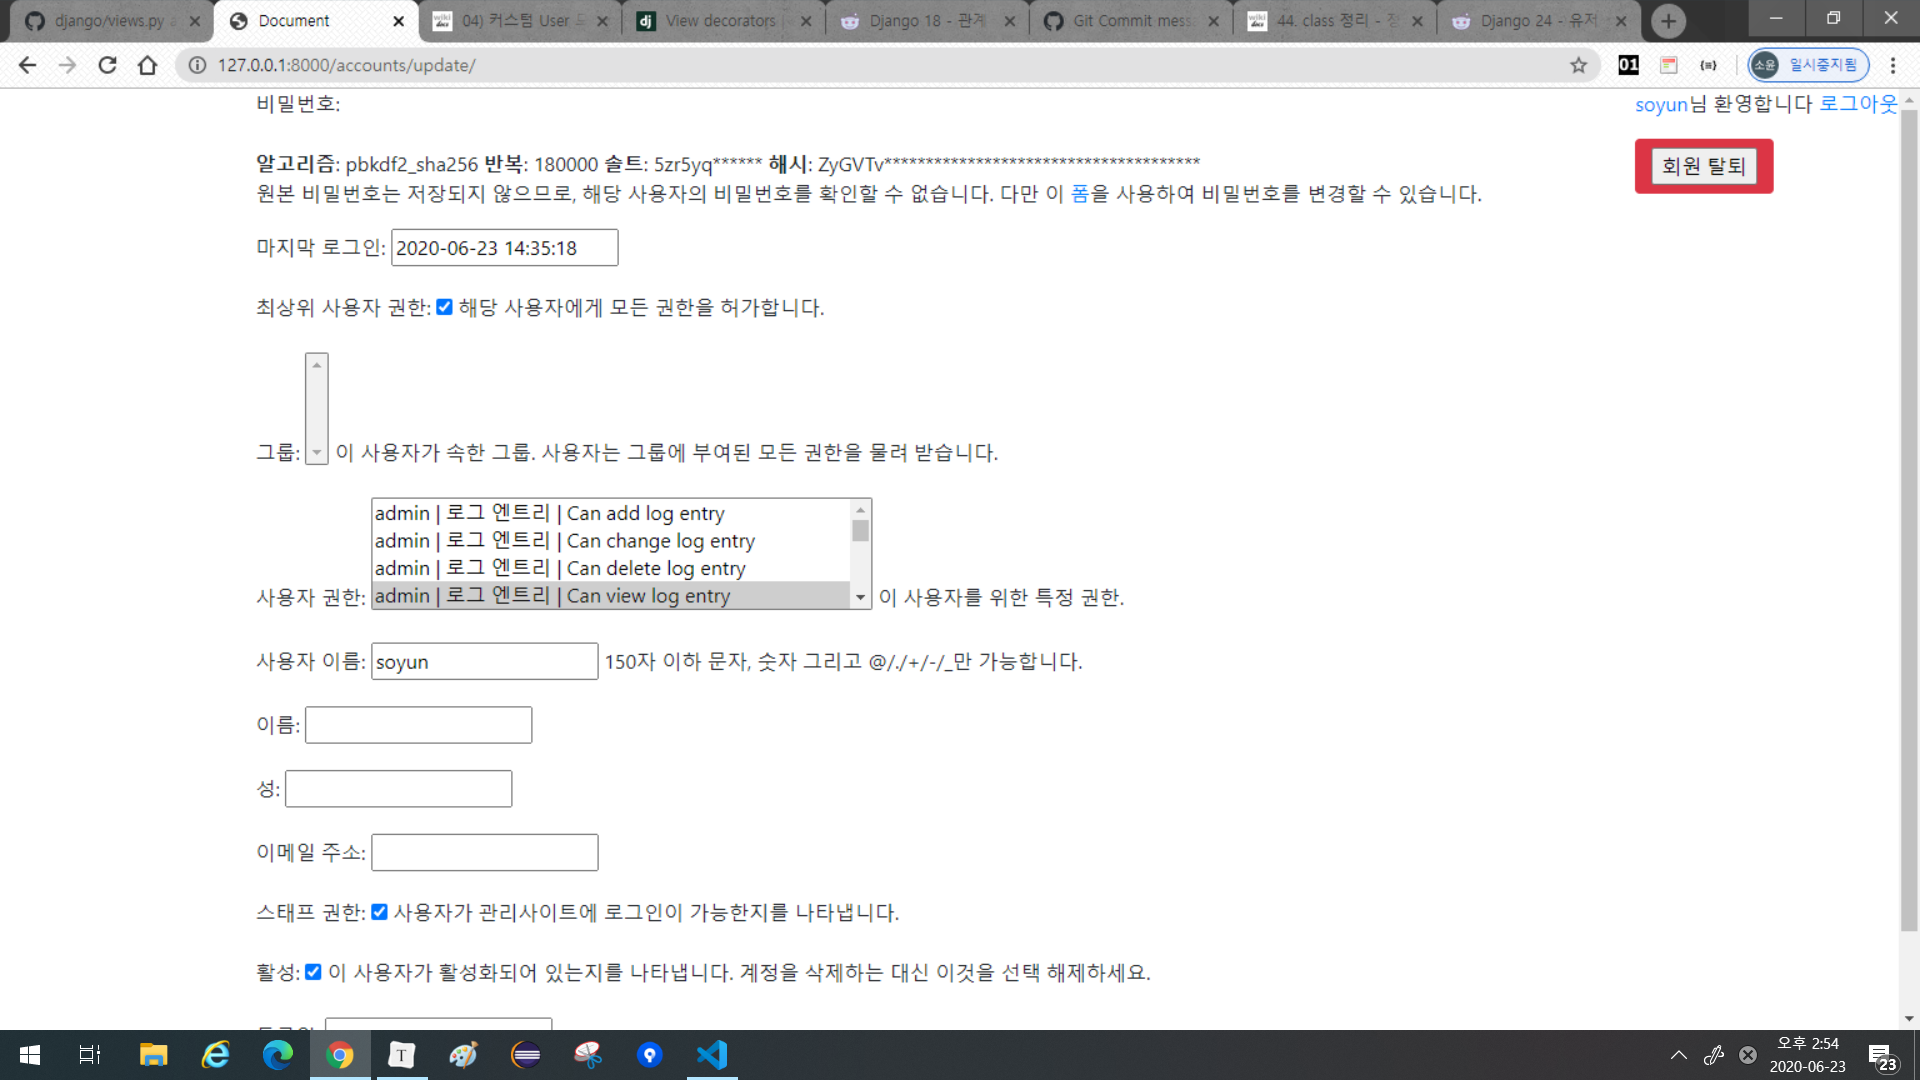 django/views.py a
Document
04) 커스텀 User 모
View decorators |
Django 18 - 관계
Git Commit messa
44. class 정리 - 장
Django 24 - 유저
127.0.0.1:8000/accounts/update/
01
소윤 일시중지됨
비밀번호:
soyun님 환영합니다 로그아웃
알고리즘: pbkdf2_sha256 반복: 180000 솔트: 5zr5yq****** 해시: ZyGVTv**************************************
회원 탈퇴
원본 비밀번호는 저장되지 않으므로, 해당 사용자의 비밀번호를 확인할 수 없습니다. 다만 이 폼을 사용하여 비밀번호를 변경할 수 있습니다.
마지막 로그인: 2020-06-23 14:35:18
최상위 사용자 권한: 해당 사용자에게 모든 권한을 허가합니다.
그룹: 이 사용자가 속한 그룹. 사용자는 그룹에 부여된 모든 권한을 물려 받습니다.
admin | 로그 엔트리 | Can add log entry
admin | 로그 엔트리 | Can change log entry
admin | 로그 엔트리 | Can delete log entry
admin | 로그 엔트리 | Can view log entry
사용자 권한: 이 사용자를 위한 특정 권한.
사용자 이름: soyun 150자 이하 문자, 숫자 그리고 @/./+/-/_만 가능합니다.
이름:
성:
이메일 주소:
스태프 권한: 사용자가 관리사이트에 로그인이 가능한지를 나타냅니다.
활성: 이 사용자가 활성화되어 있는지를 나타냅니다. 계정을 삭제하는 대신 이것을 선택 해제하세요.
오후 2:54
2020-06-23
23